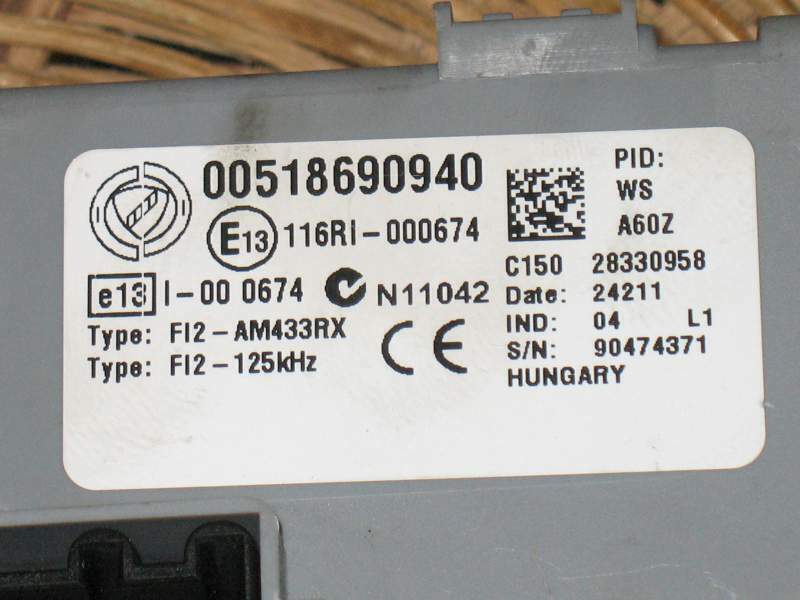 00518690940
E13 116RI-000674
e13 I-00 0674 N11042
Type: FI2-AM433RX
Type: FI2-125kHz
CE
PID:
WS
A60Z
C150 28330958
Date: 24211
IND: 04 L1
S/N: 90474371
HUNGARY